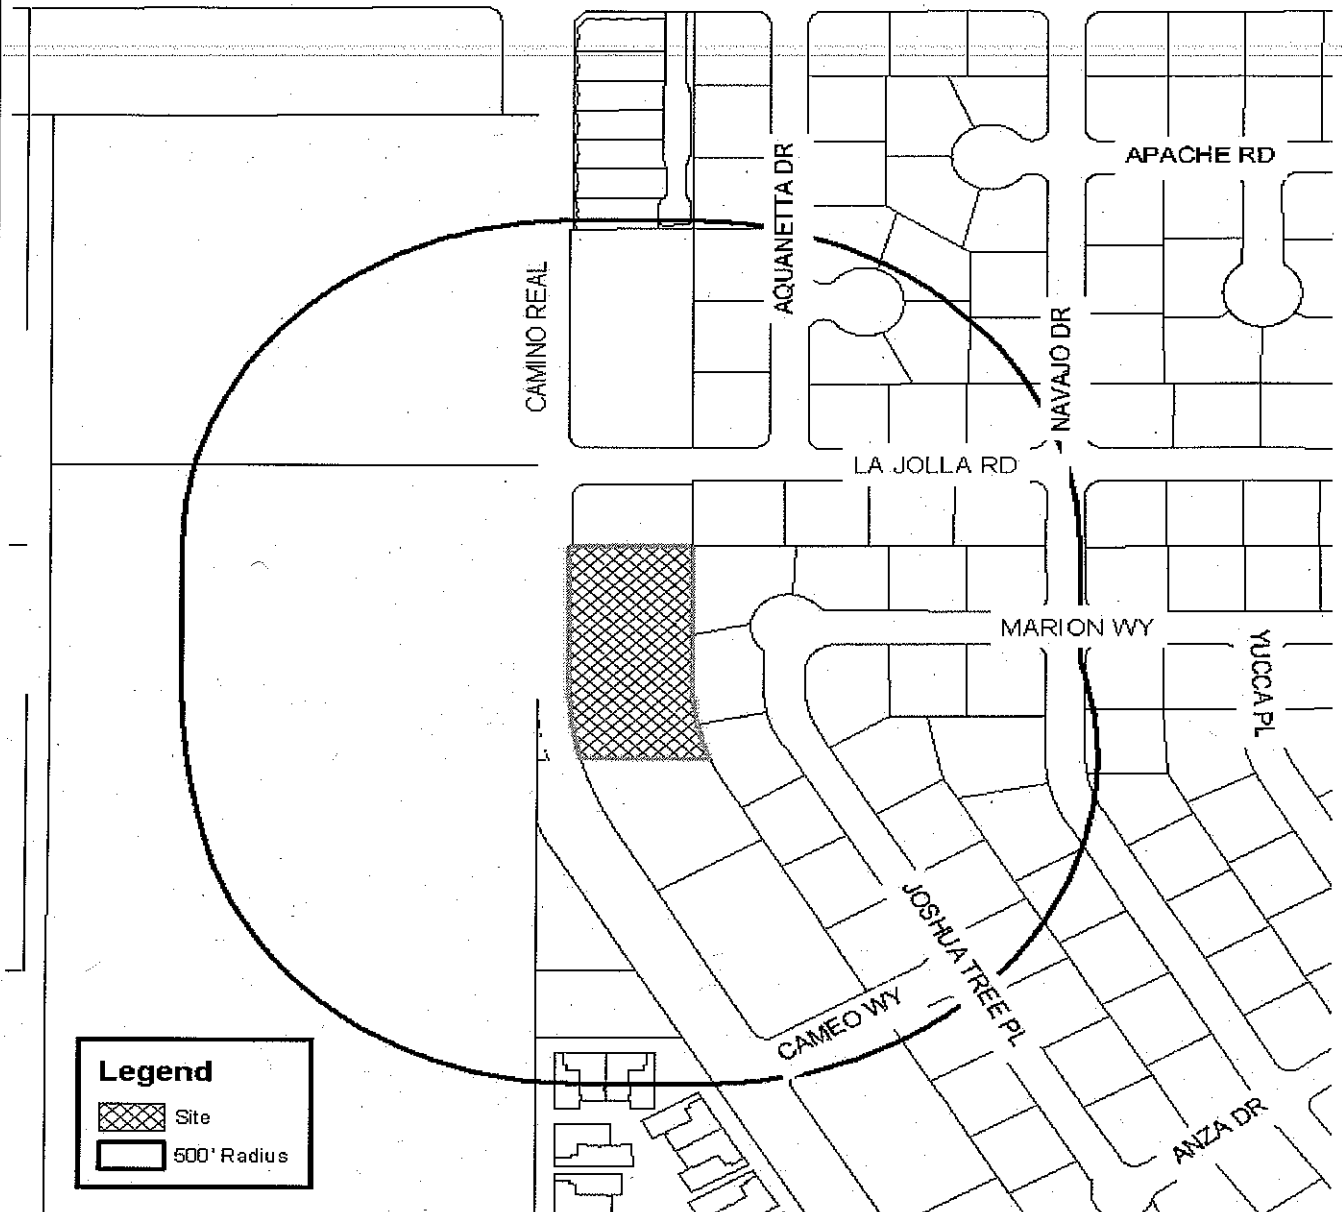 APACHE RD
AQUANETTA DR
CAMINO REAL
NAVAJO DR
LA JOLLA RD
MARION WY
YUCCA PL
JOSHUA TREE PL
CAMEO WY
ANZA DR
Legend
Site
500' Radius